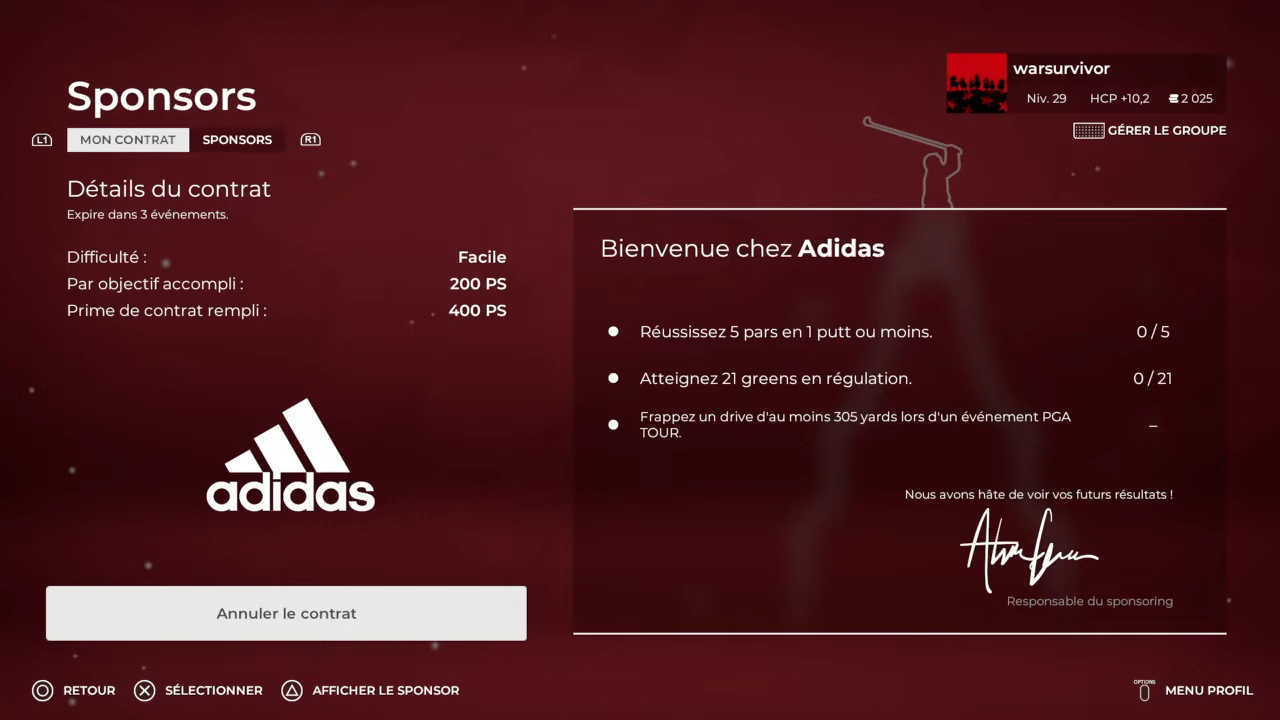 Sponsors
L1 MON CONTRAT SPONSORS R1
warsurvivor
Niv. 29 HCP +10,2 2 025
GÉRER LE GROUPE
Détails du contrat
Expire dans 3 événements.
Difficulté : Facile
Par objectif accompli : 200 PS
Prime de contrat rempli : 400 PS
adidas
Annuler le contrat
Bienvenue chez Adidas
Réussissez 5 pars en 1 putt ou moins. 0 / 5
Atteignez 21 greens en régulation. 0 / 21
Frappez un drive d'au moins 305 yards lors d'un événement PGA
TOUR. –
Nous avons hâte de voir vos futurs résultats !
Responsable du sponsoring
RETOUR SÉLECTIONNER AFFICHER LE SPONSOR
OPTIONS MENU PROFIL